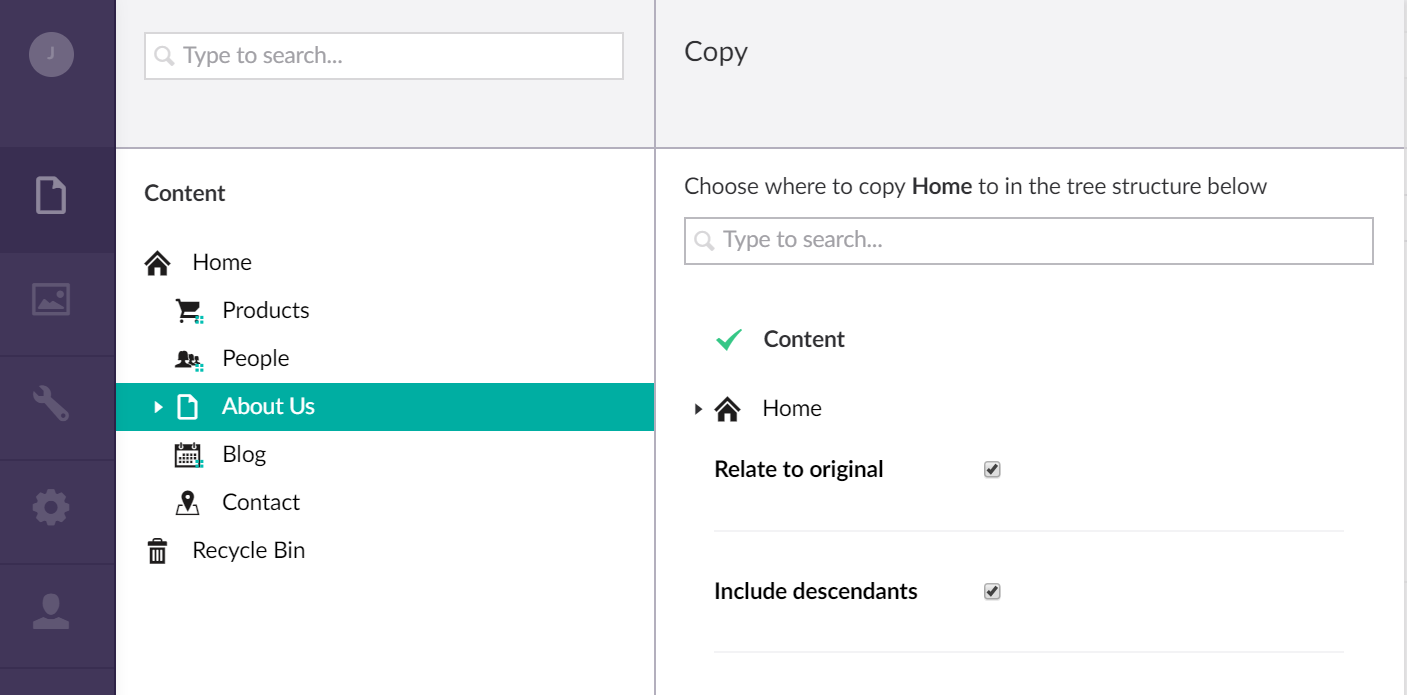 J
Type to search...
Content
Home
Products
People
About Us
Blog
Contact
Recycle Bin
Copy
Choose where to copy Home to in the tree structure below
Type to search...
Content
Home
Relate to original
Include descendants